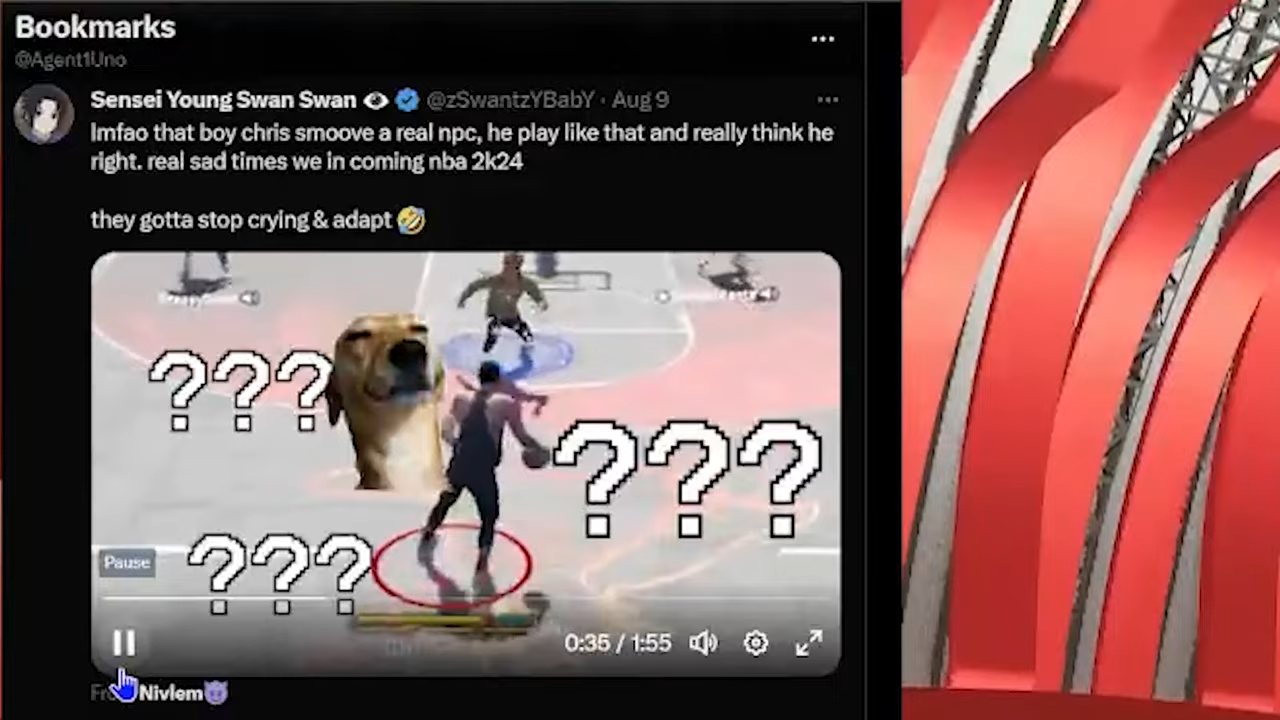 Bookmarks
@Agent1Uno
Sensei Young Swan Swan @zSwantzYBabY · Aug 9
lmfao that boy chris smoove a real npc, he play like that and really think he
right. real sad times we in coming nba 2k24
they gotta stop crying & adapt 🤣
???
???
Pause
???
0:35 / 1:55
Nivlem😈